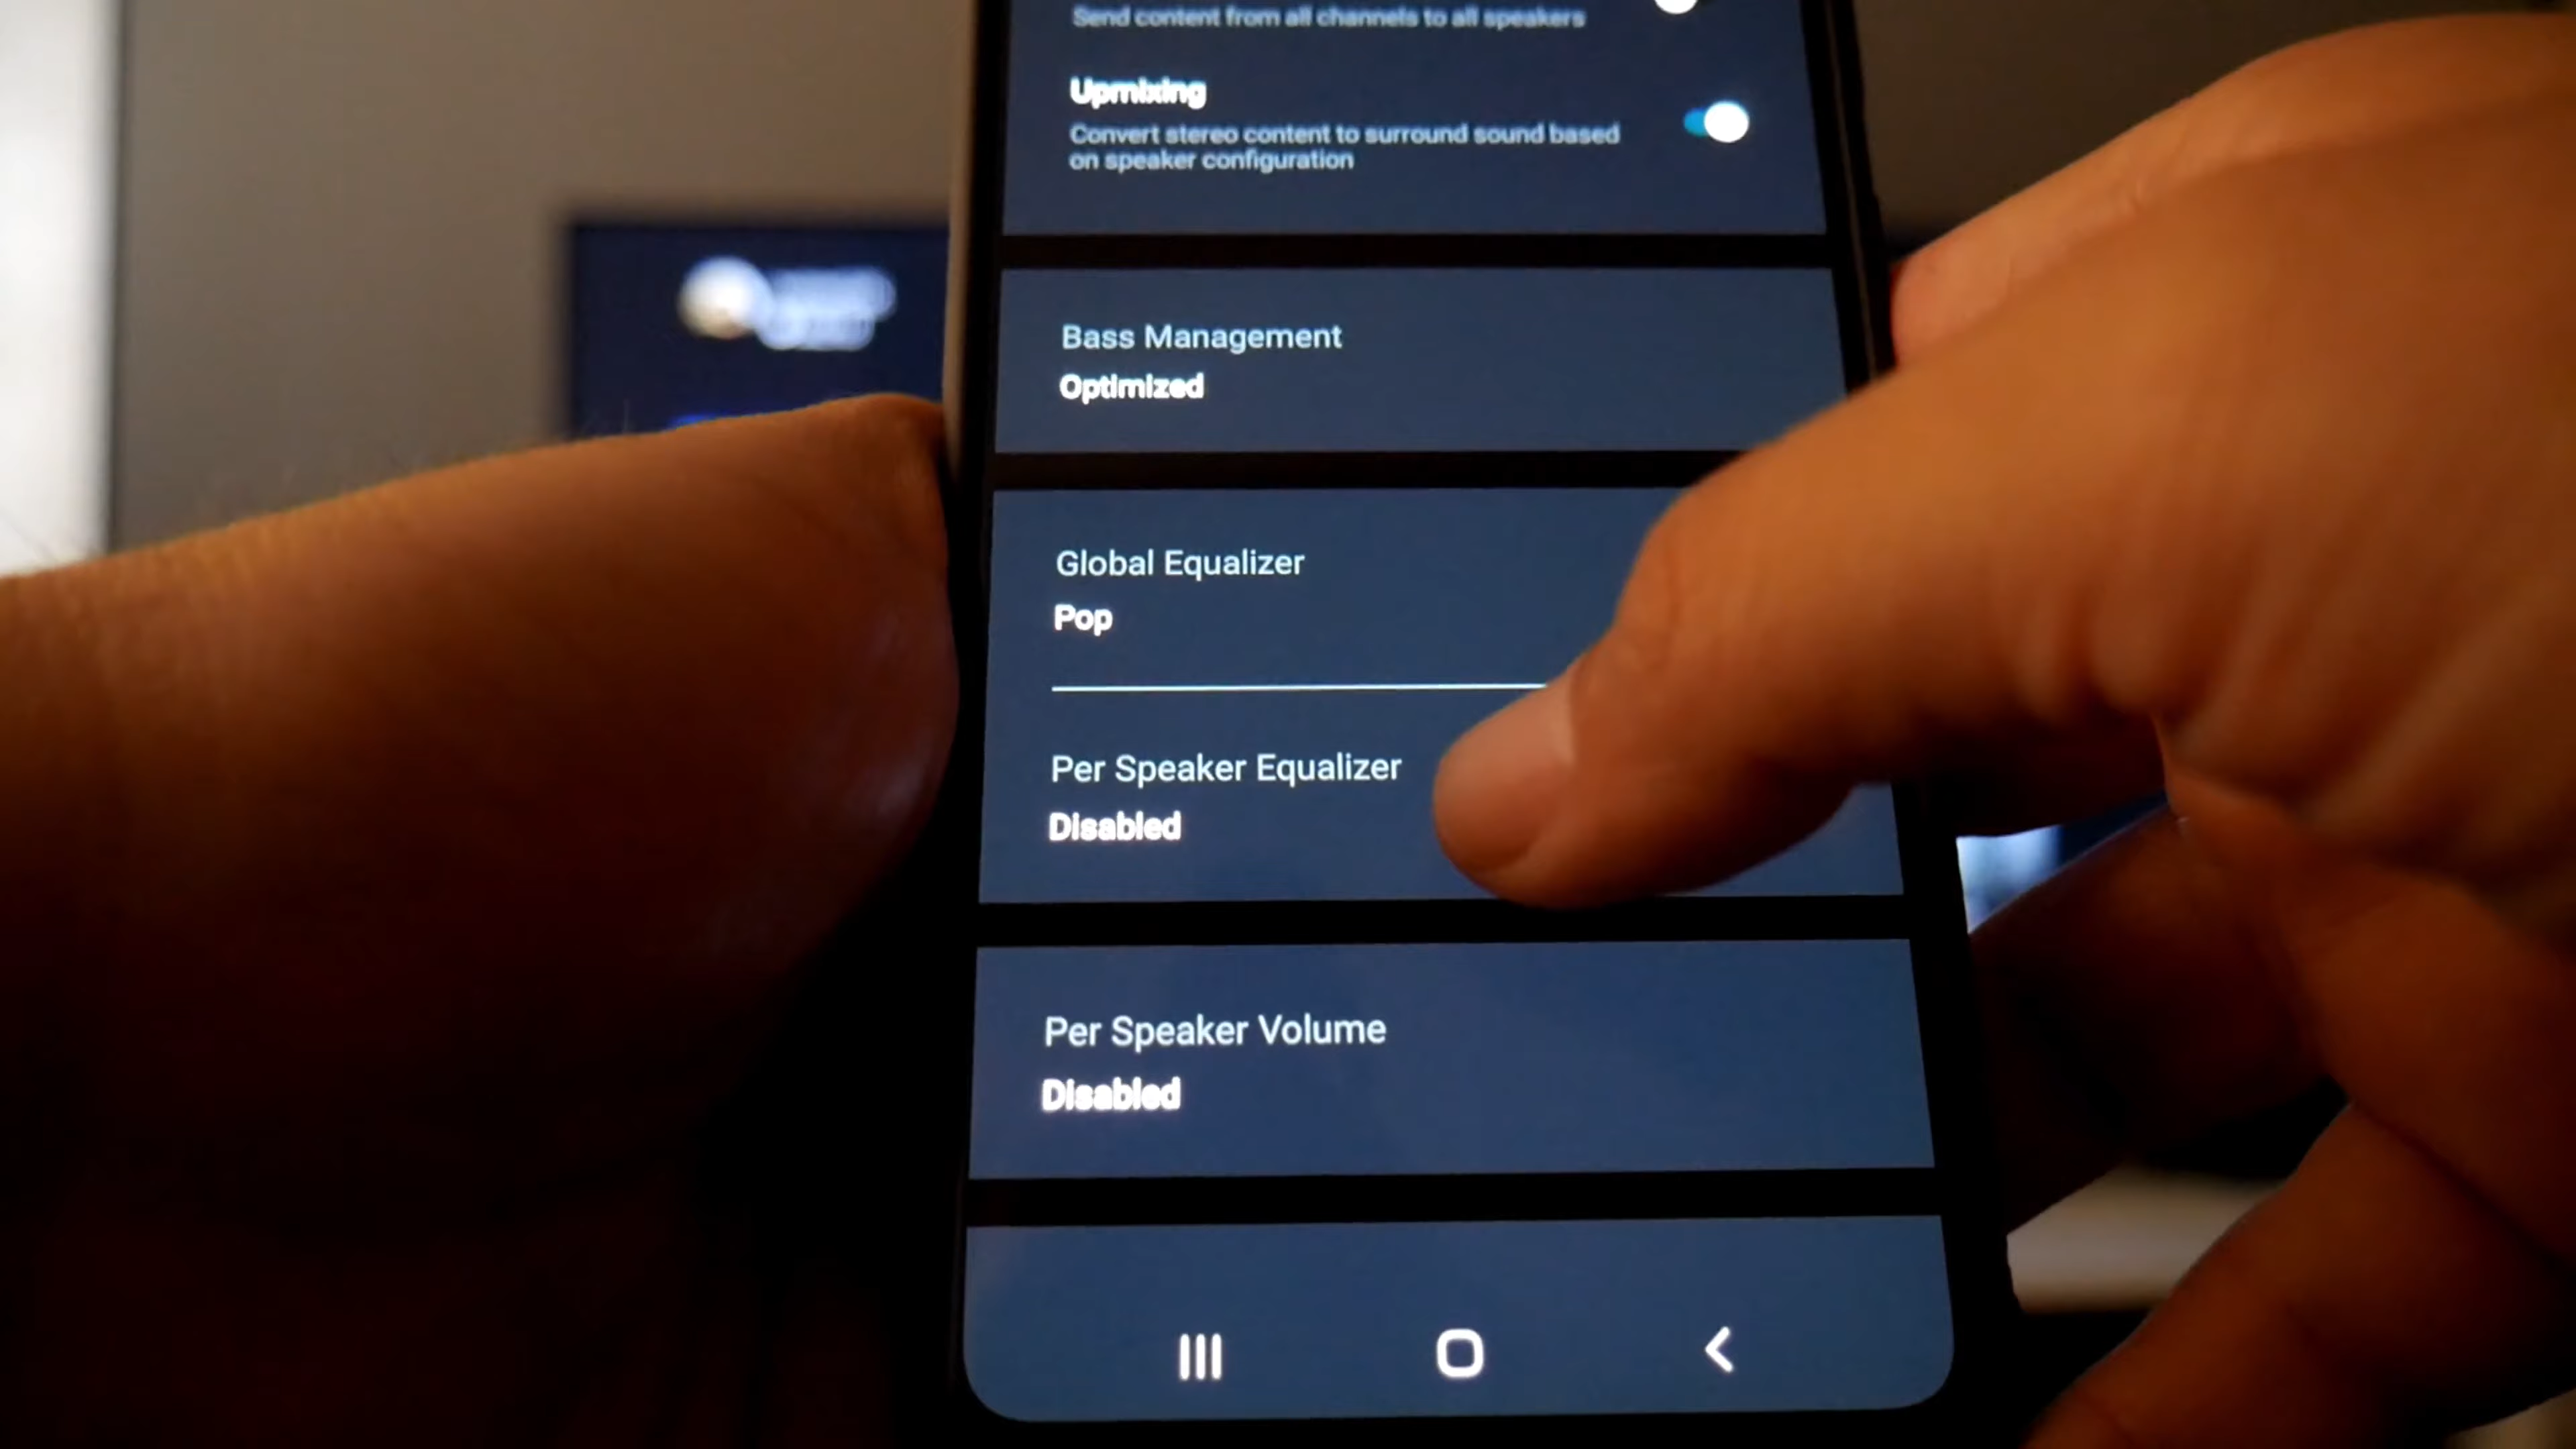 Send content from all channels to all speakers
Upmixing
Convert stereo content to surround sound based
on speaker configuration
Bass Management
Optimized
Global Equalizer
Pop
Per Speaker Equalizer
Disabled
Per Speaker Volume
Disabled